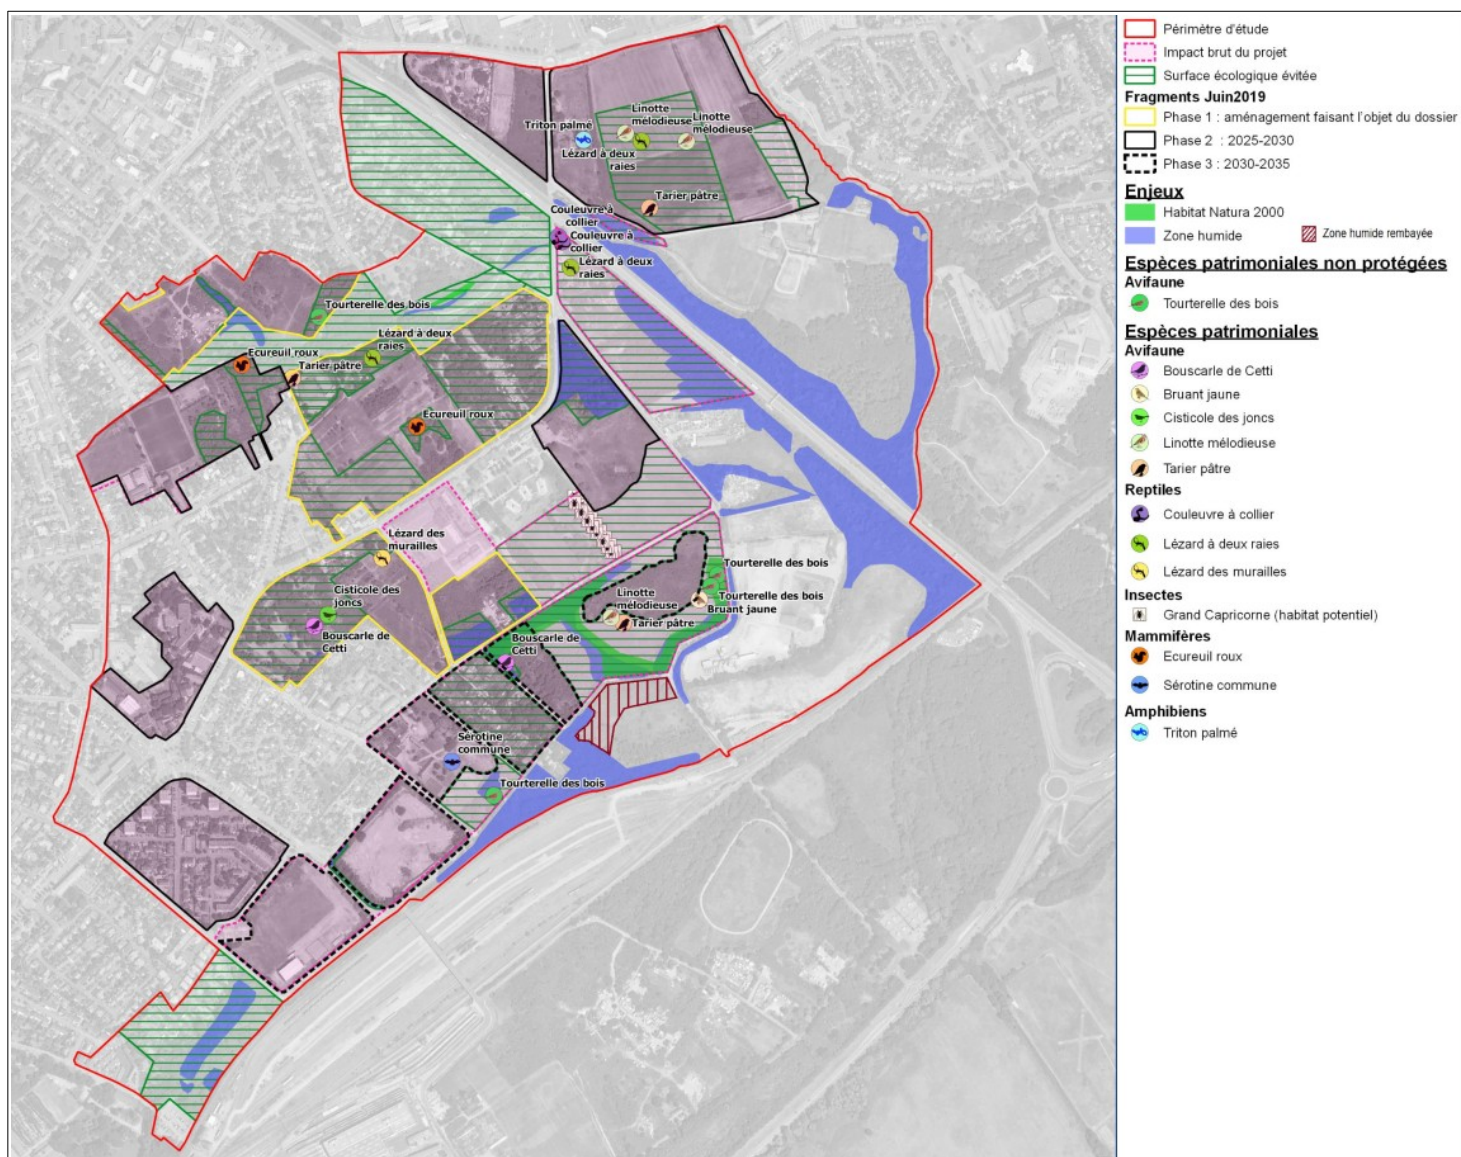 Périmètre d'étude
Impact brut du projet
Surface écologique évitée
Fragments Juin2019
Phase 1 : aménagement faisant l'objet du dossier
Phase 2 : 2025-2030
Phase 3 : 2030-2035
Enjeux
Habitat Natura 2000
Zone humide
Zone humide rembayée
Espèces patrimoniales non protégées
Avifaune
Tourterelle des bois
Espèces patrimoniales
Avifaune
Bouscarle de Cetti
Bruant jaune
Cisticole des joncs
Linotte mélodieuse
Tarier pâtre
Reptiles
Couleuvre à collier
Lézard à deux raies
Lézard des murailles
Insectes
Grand Capricorne (habitat potentiel)
Mammifères
Ecureuil roux
Sérotine commune
Amphibiens
Triton palmé
Linotte
mélodieuse
Linotte
mélodieuse
Triton palmé
Lézard à deux
raies
Tarier pâtre
Couleuvre à
collier
Couleuvre à
collier
Lézard à deux
raies
Tourterelle des bois
Lézard à deux
raies
Ecureuil roux
Tarier pâtre
Ecureuil roux
Lézard des
murailles
Cisticole des
joncs
Bouscarle de
Cetti
Tourterelle des bois
Tourterelle des bois
Bruant jaune
Linotte
mélodieuse
Tarier pâtre
Bouscarle de
Cetti
Sérotine
commune
Tourterelle des bois